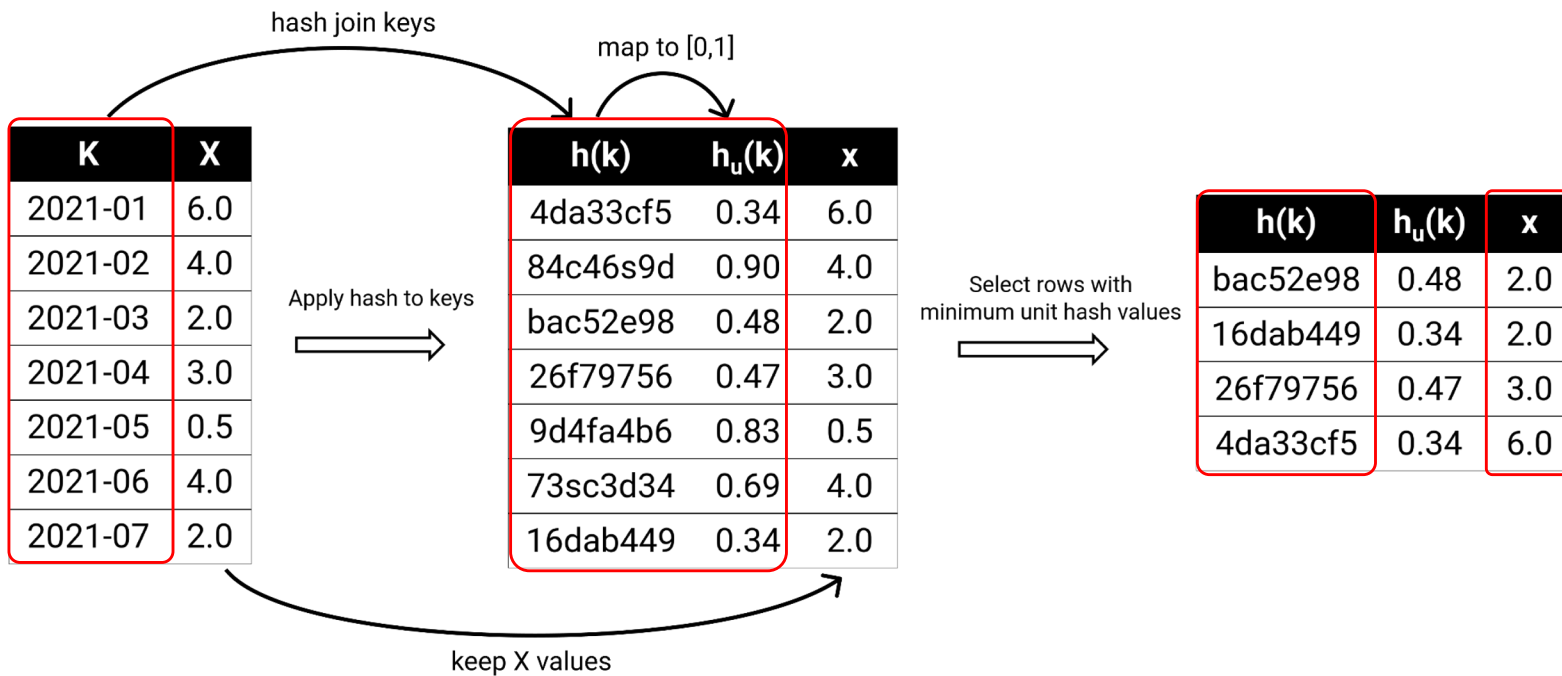 hash join keys
map to [0,1]
K X
2021-01 6.0
2021-02 4.0
2021-03 2.0
2021-04 3.0
2021-05 0.5
2021-06 4.0
2021-07 2.0
Apply hash to keys
h(k) hu(k) x
4da33cf5 0.34 6.0
84c46s9d 0.90 4.0
bac52e98 0.48 2.0
26f79756 0.47 3.0
9d4fa4b6 0.83 0.5
73sc3d34 0.69 4.0
16dab449 0.34 2.0
Select rows with
minimum unit hash values
h(k) hu(k) x
bac52e98 0.48 2.0
16dab449 0.34 2.0
26f79756 0.47 3.0
4da33cf5 0.34 6.0
keep X values